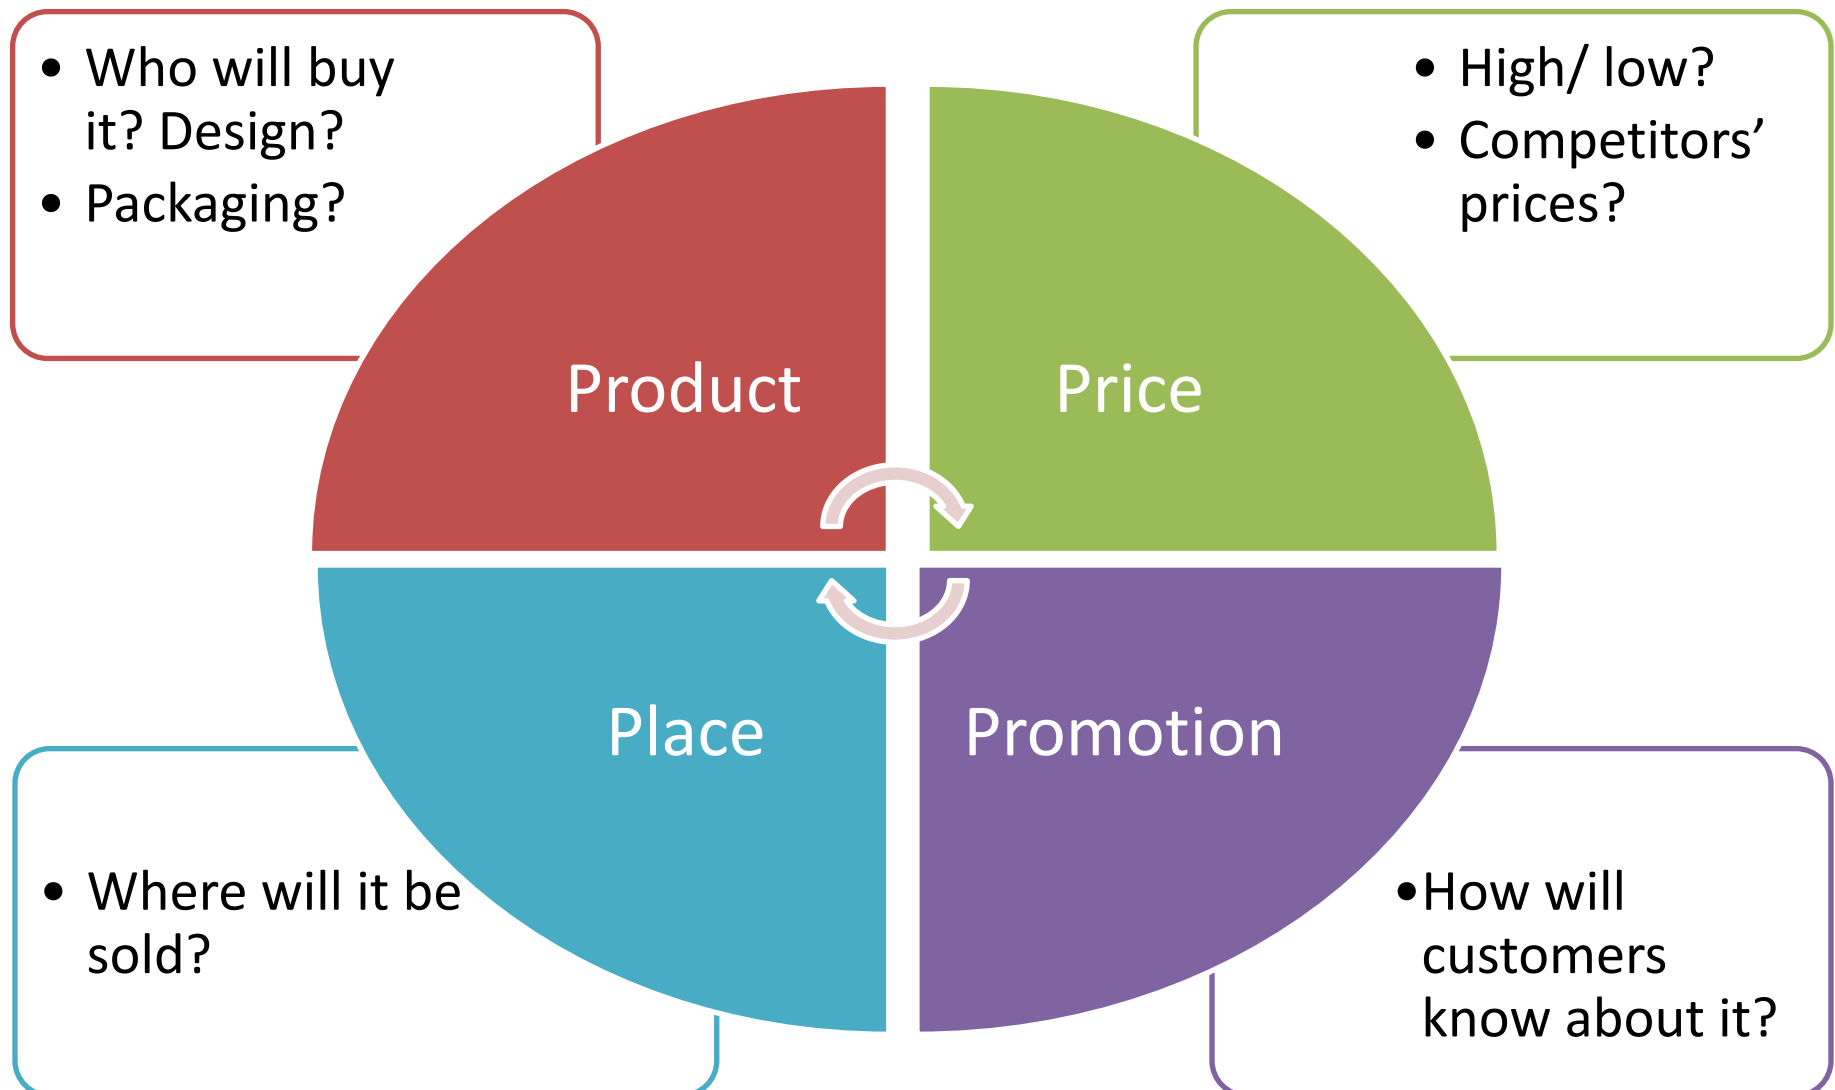 • Who will buy
it? Design?
• Packaging?
• High/ low?
• Competitors’
prices?
Product
Price
Place
Promotion
• Where will it be
sold?
•How will
customers
know about it?